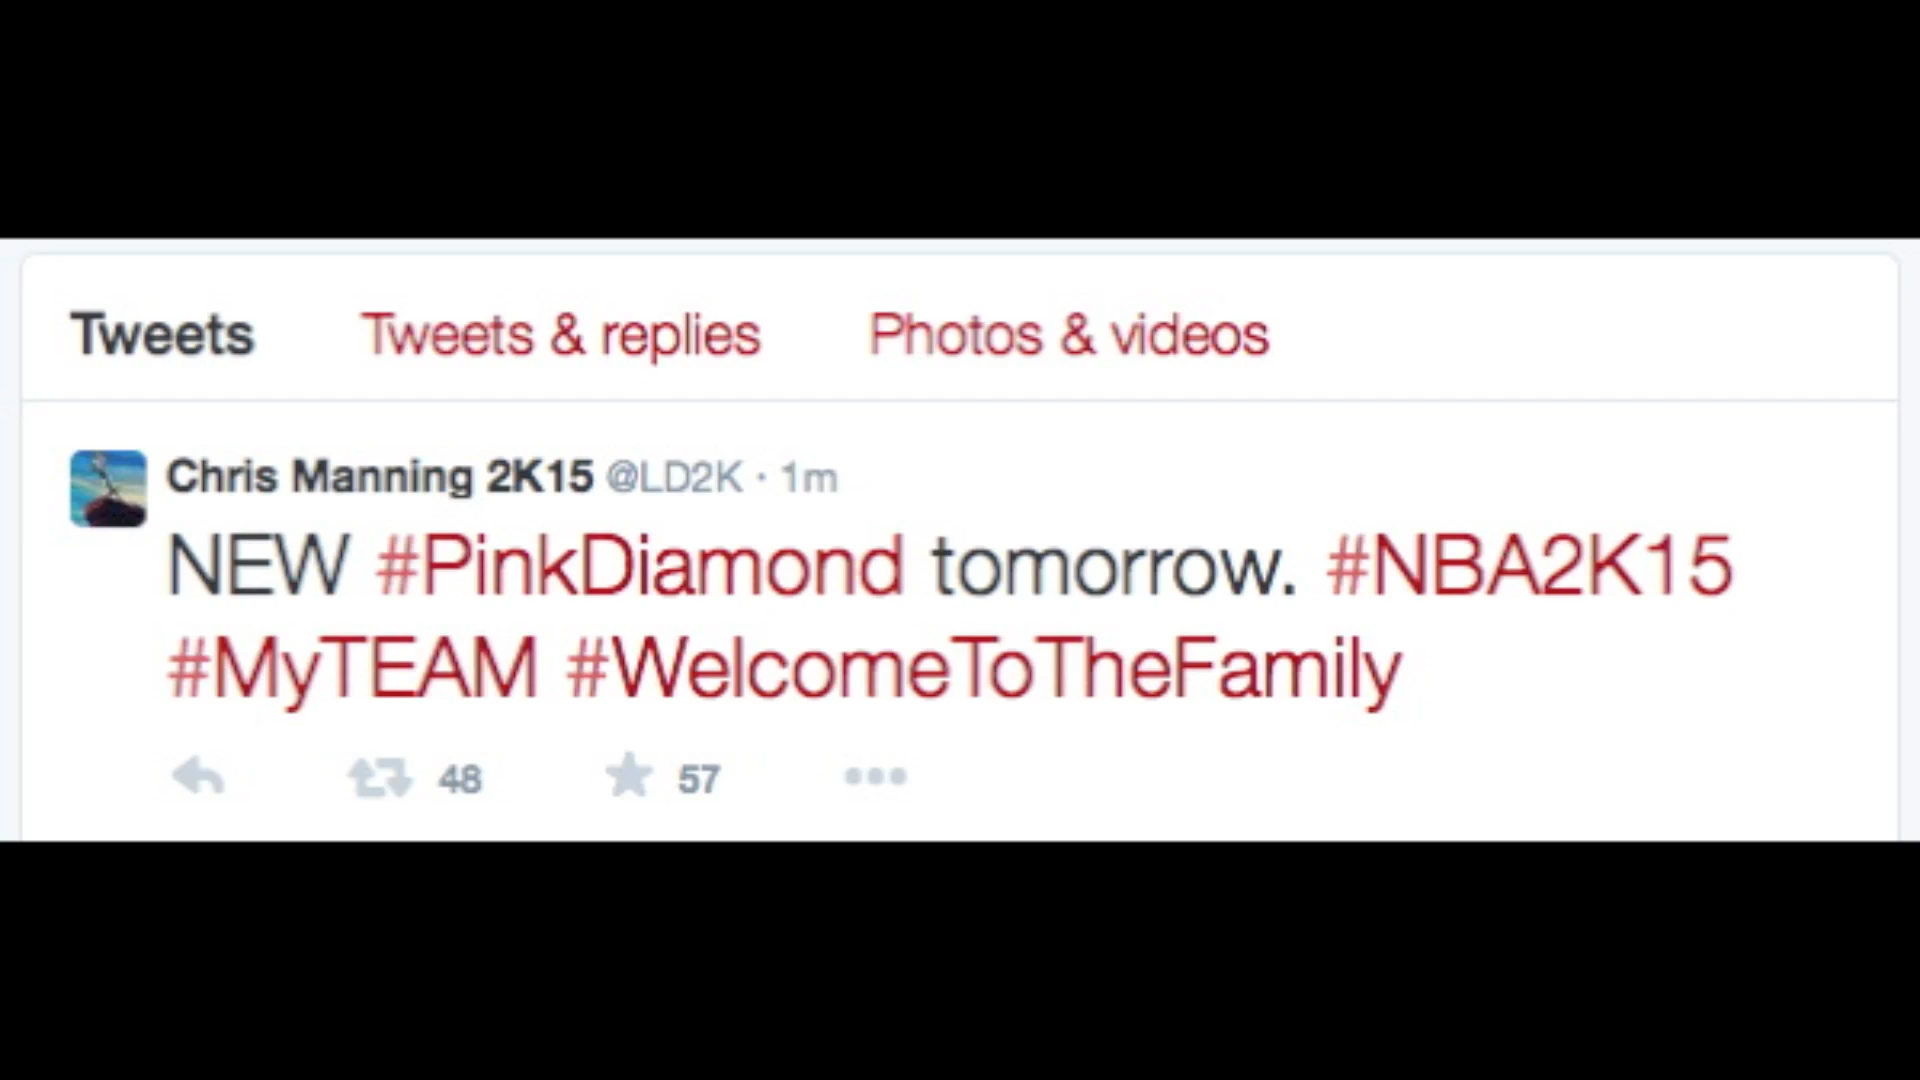 Tweets Tweets & replies Photos & videos
Chris Manning 2K15 @LD2K · 1m
NEW #PinkDiamond tomorrow. #NBA2K15
#MyTEAM #WelcomeToTheFamily
48 57